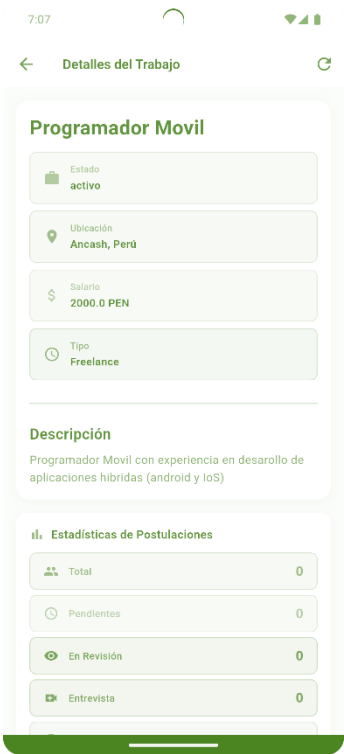 7:07
Detalles del Trabajo
Programador Movil
Estado
activo
Ubicación
Ancash, Perú
Salario
$
2000.0 PEN
Tipo
Freelance
Descripción
Programador Movil con experiencia en desarollo de
aplicaciones hibridas (android y IoS)
Estadísticas de Postulaciones
Total 0
Pendientes 0
En Revisión 0
Entrevista 0